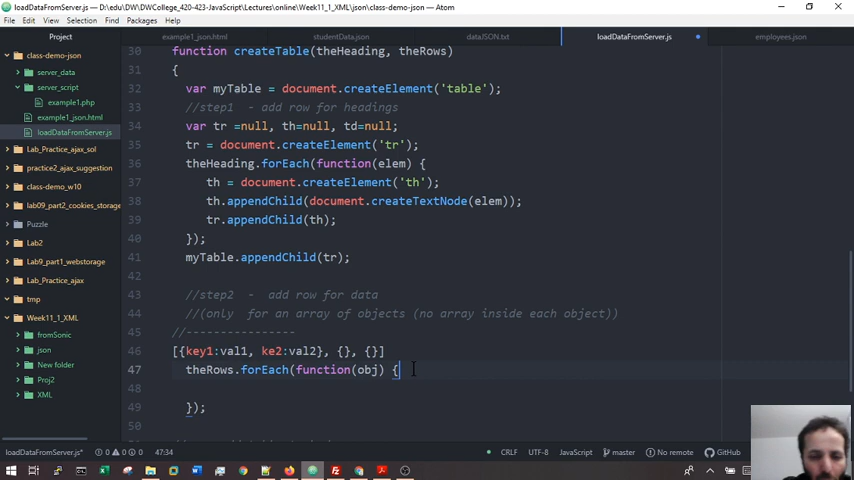 loadDataFromServer.js — D:\edu\DW\DWCollege_420-423-JavaScript\Lectures\online\Week11_1_XML\json\class-demo-json — Atom
File Edit View Selection Find Packages Help
Project
example1_json.html
studentData.json
dataJSON.txt
loadDataFromServer.js
employees.json
class-demo-json
server_data
server_script
example1.php
example1_json.html
loadDataFromServer.js
Lab_Practice_ajax_sol
practice2_ajax_suggestion
class-demo_w10
lab09_part2_cookies_storage
Puzzle
Lab2
Lab9_part1_webstorage
Lab_Practice_ajax
tmp
Week11_1_XML
fromSonic
json
New folder
Proj2
XML
30 function createTable(theHeading, theRows)
31 {
32 var myTable = document.createElement('table');
33 //step1 - add row for headings
34 var tr =null, th=null, td=null;
35 tr = document.createElement('tr');
36 theHeading.forEach(function(elem) {
37 th = document.createElement('th');
38 th.appendChild(document.createTextNode(elem));
39 tr.appendChild(th);
40 });
41 myTable.appendChild(tr);
42
43 //step2 - add row for data
44 //(only for an array of objects (no array inside each object))
45 //----------------
46 [{key1:val1, ke2:val2}, {}, {}]
47 theRows.forEach(function(obj) {
48
49 });
50
loadDataFromServer.js* 0 0 0 47:34
CRLF UTF-8 JavaScript master No remote GitHub